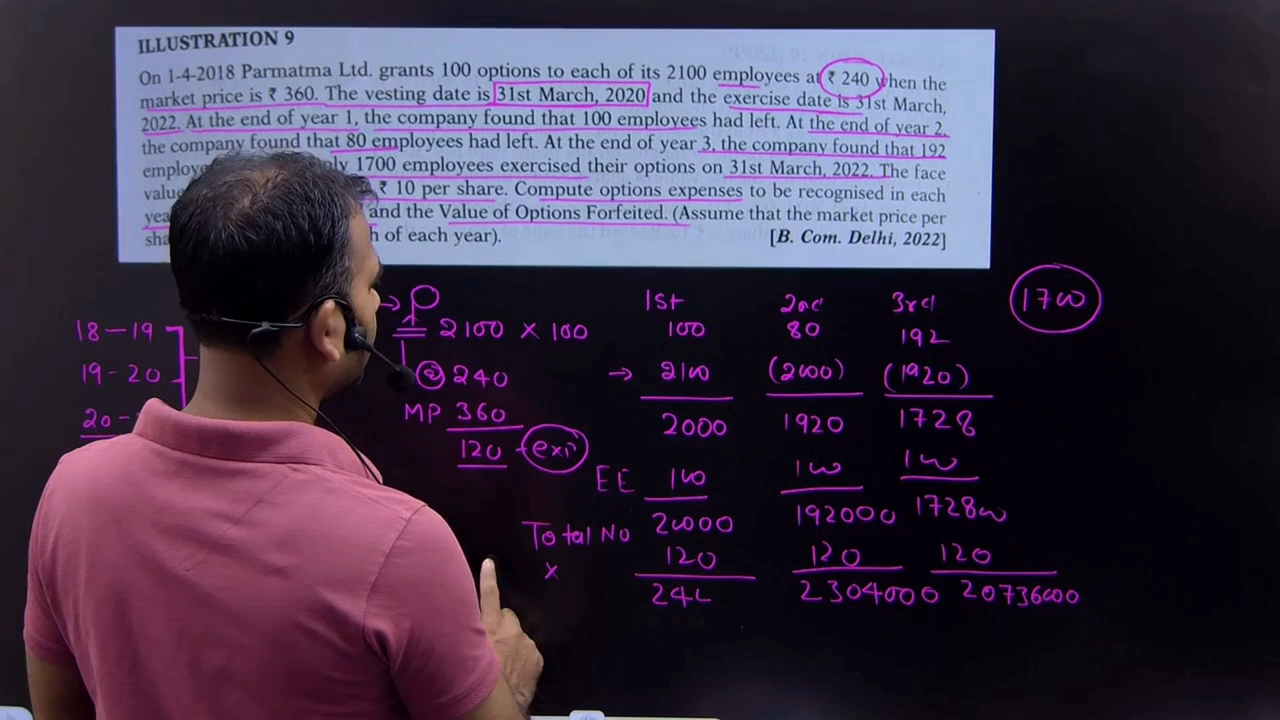 ILLUSTRATION 9
On 1-4-2018 Parmatma Ltd. grants 100 options to each of its 2100 employees at ₹ 240 when the
market price is ₹ 360. The vesting date is 31st March, 2020 and the exercise date is 31st March,
2022. At the end of year 1, the company found that 100 employees had left. At the end of year 2,
the company found that 80 employees had left. At the end of year 3, the company found that 192
1700 employees exercised their options on 31st March, 2022. The face
₹ 10 per share. Compute options expenses to be recognised in each
and the Value of Options Forfeited. (Assume that the market price per
of each year).
[B. Com. Delhi, 2022]
18-19
19-20
20-
2100 × 100
@ 240
MP 360
120
1st 2nd 3rd
1700
100 80 192
→ 2100 (2000) (1920)
2000 1920 1728
EE 100 100 100
Total No 20000 192000 172800
× 120 120 120
24 2304000 20736000